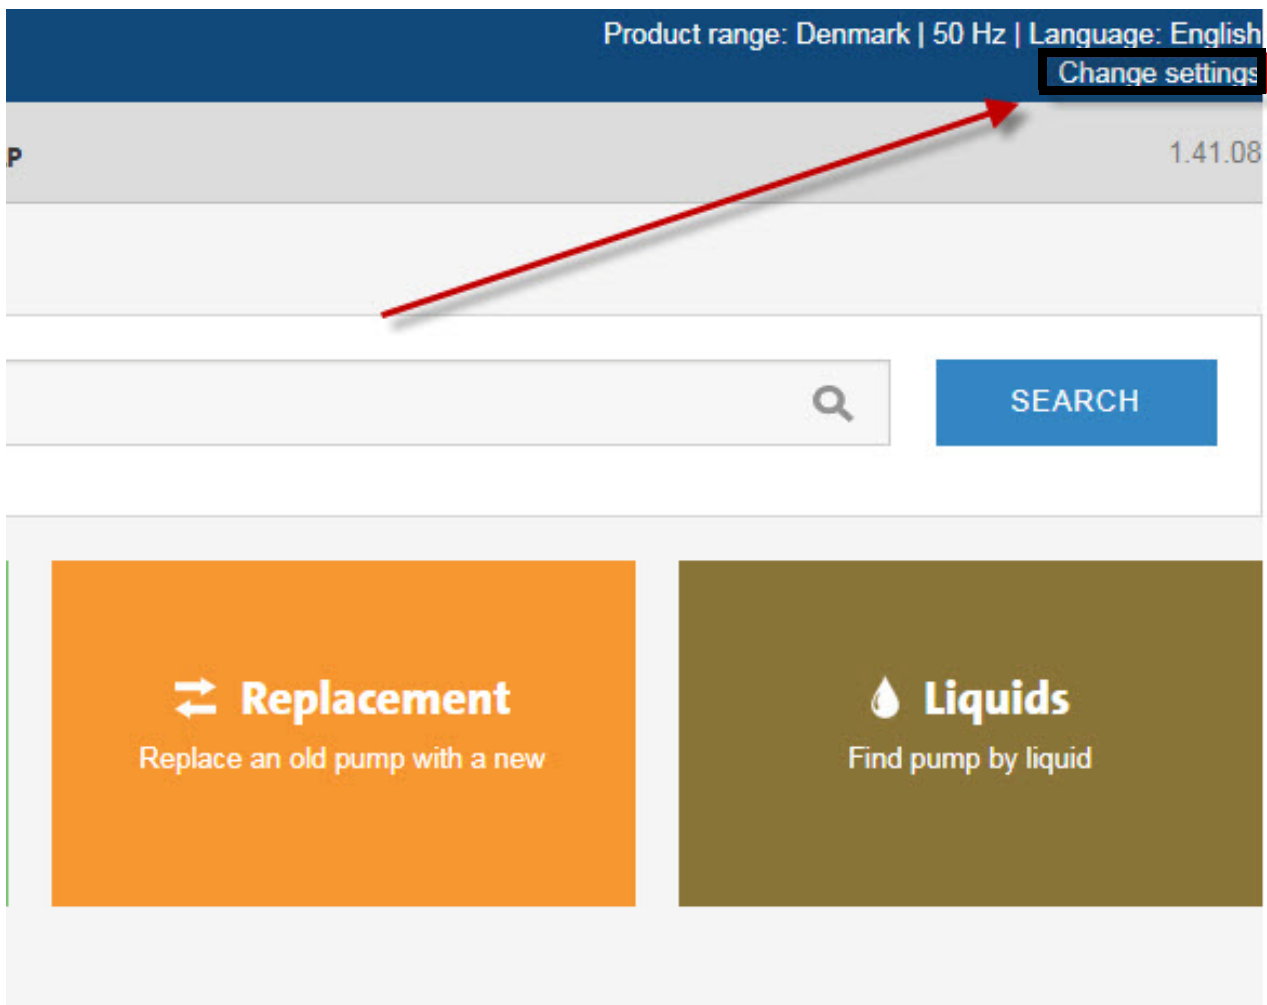 Product range: Denmark | 50 Hz | Language: English
Change settings
1.41.08
SEARCH
Replacement
Replace an old pump with a new
Liquids
Find pump by liquid